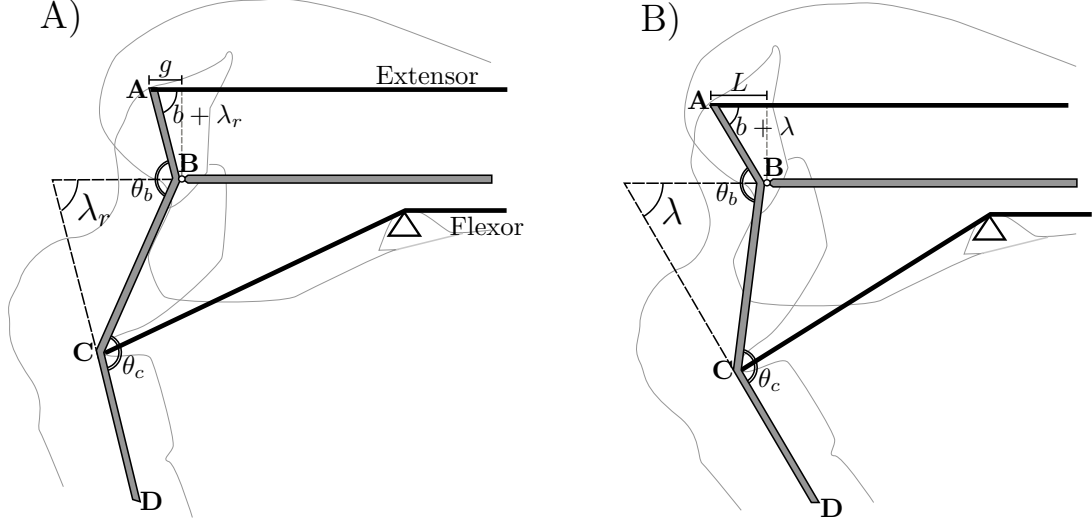 A)
g
A
Extensor
b + λ_r
B
θ_b
λ_r
Flexor
C
θ_c
D
B)
L
A
b + λ
B
θ_b
λ
C
θ_c
D